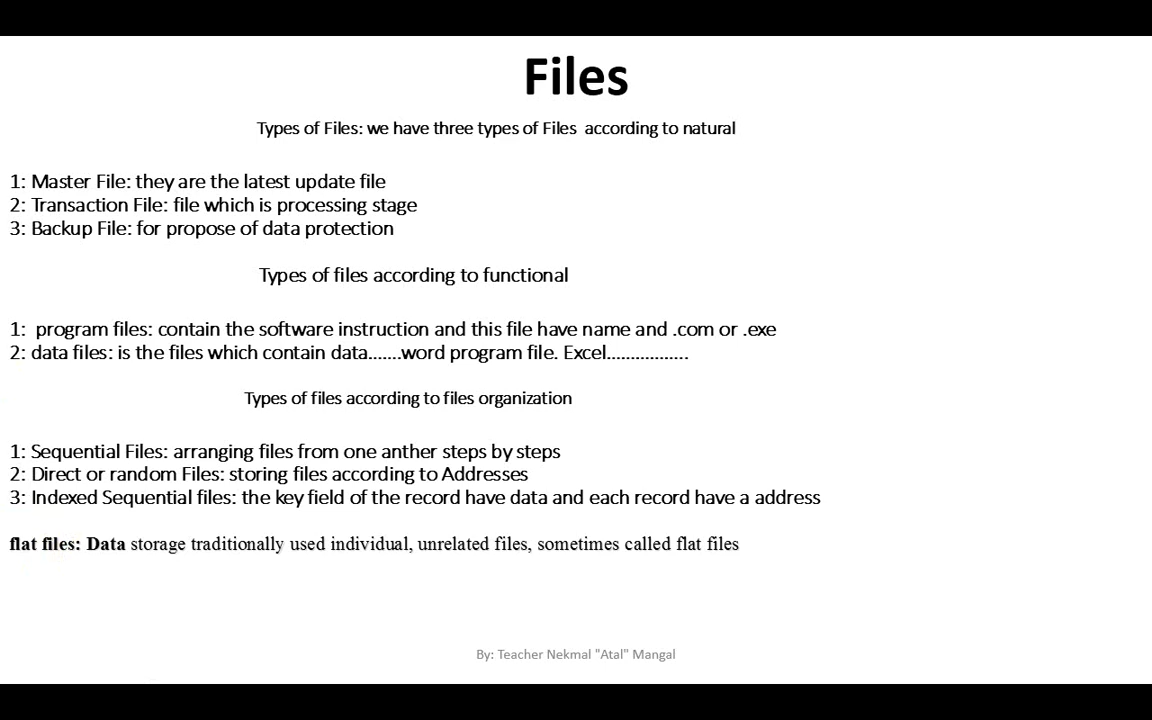 Files
Types of Files: we have three types of Files according to natural
1: Master File: they are the latest update file
2: Transaction File: file which is processing stage
3: Backup File: for propose of data protection
Types of files according to functional
1: program files: contain the software instruction and this file have name and .com or .exe
2: data files: is the files which contain data.......word program file. Excel.................
Types of files according to files organization
1: Sequential Files: arranging files from one anther steps by steps
2: Direct or random Files: storing files according to Addresses
3: Indexed Sequential files: the key field of the record have data and each record have a address
flat files: Data storage traditionally used individual, unrelated files, sometimes called flat files
By: Teacher Nekmal "Atal" Mangal